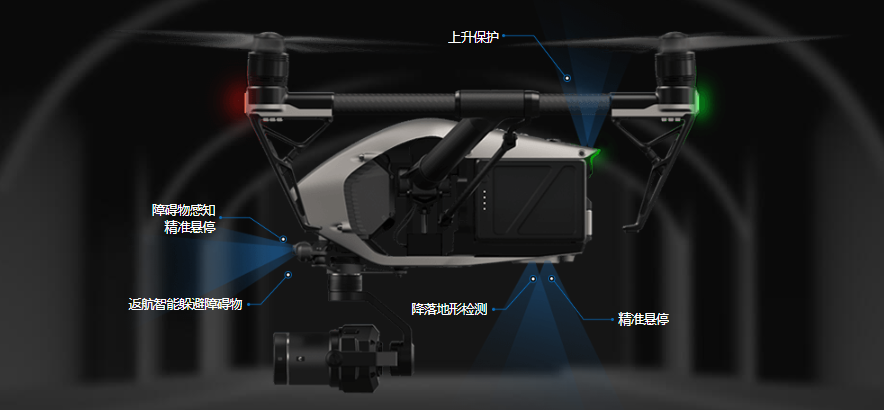 上升保护
障碍物感知
精准悬停
返航智能躲避障碍物
降落地形检测
精准悬停